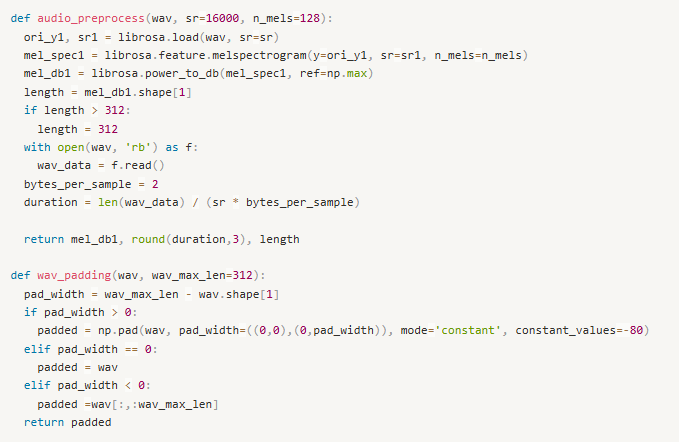 def audio_preprocess(wav, sr=16000, n_mels=128):
  ori_y1, sr1 = librosa.load(wav, sr=sr)
  mel_spec1 = librosa.feature.melspectrogram(y=ori_y1, sr=sr1, n_mels=n_mels)
  mel_db1 = librosa.power_to_db(mel_spec1, ref=np.max)
  length = mel_db1.shape[1]
  if length > 312:
    length = 312
  with open(wav, 'rb') as f:
    wav_data = f.read()
  bytes_per_sample = 2
  duration = len(wav_data) / (sr * bytes_per_sample)

  return mel_db1, round(duration,3), length

def wav_padding(wav, wav_max_len=312):
  pad_width = wav_max_len - wav.shape[1]
  if pad_width > 0:
    padded = np.pad(wav, pad_width=((0,0),(0,pad_width)), mode='constant', constant_values=-80)
  elif pad_width == 0:
    padded = wav
  elif pad_width < 0:
    padded =wav[:,:wav_max_len]
  return padded